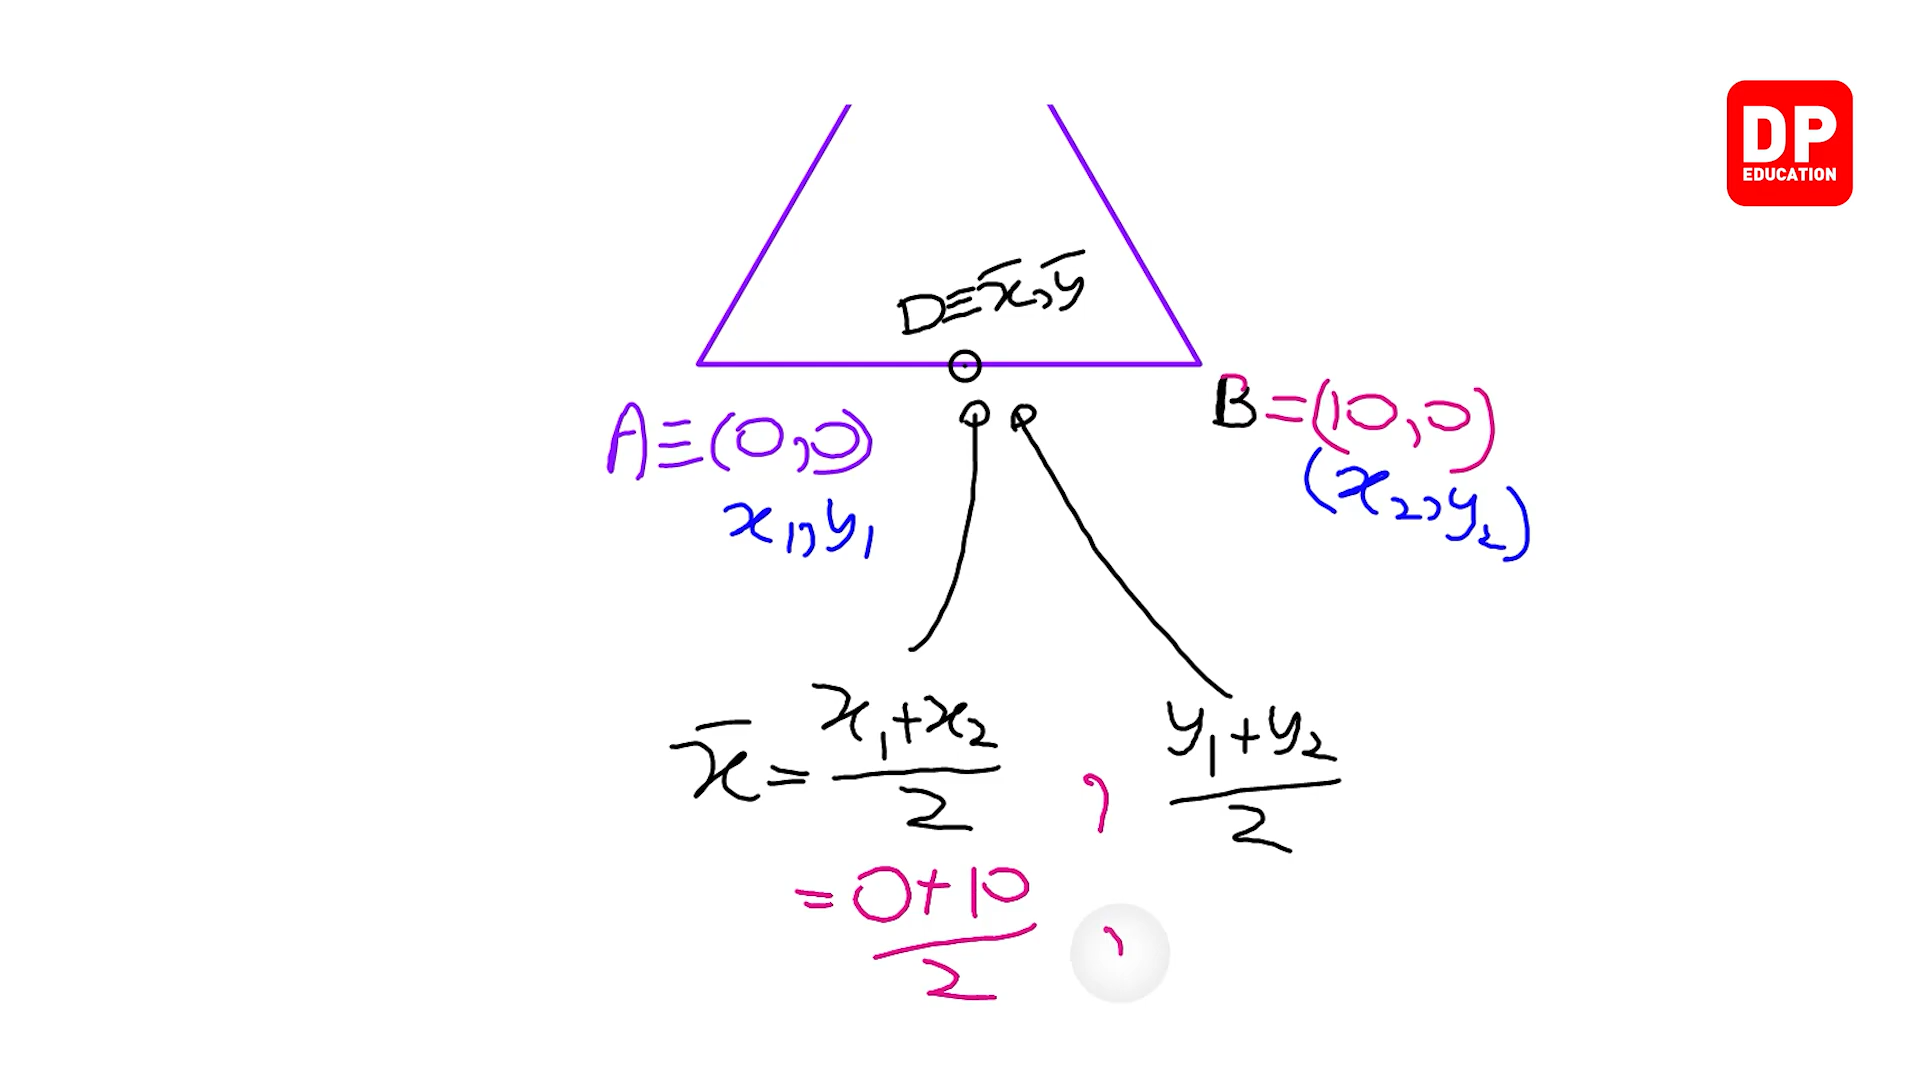 DP
EDUCATION
D≡x̅,y̅
A≡(0,0)
B=(10,0)
x₁,y₁
(x₂,y₂)
x̅=x₁+x₂/2 , y₁+y₂/2
=0+10/2 ,